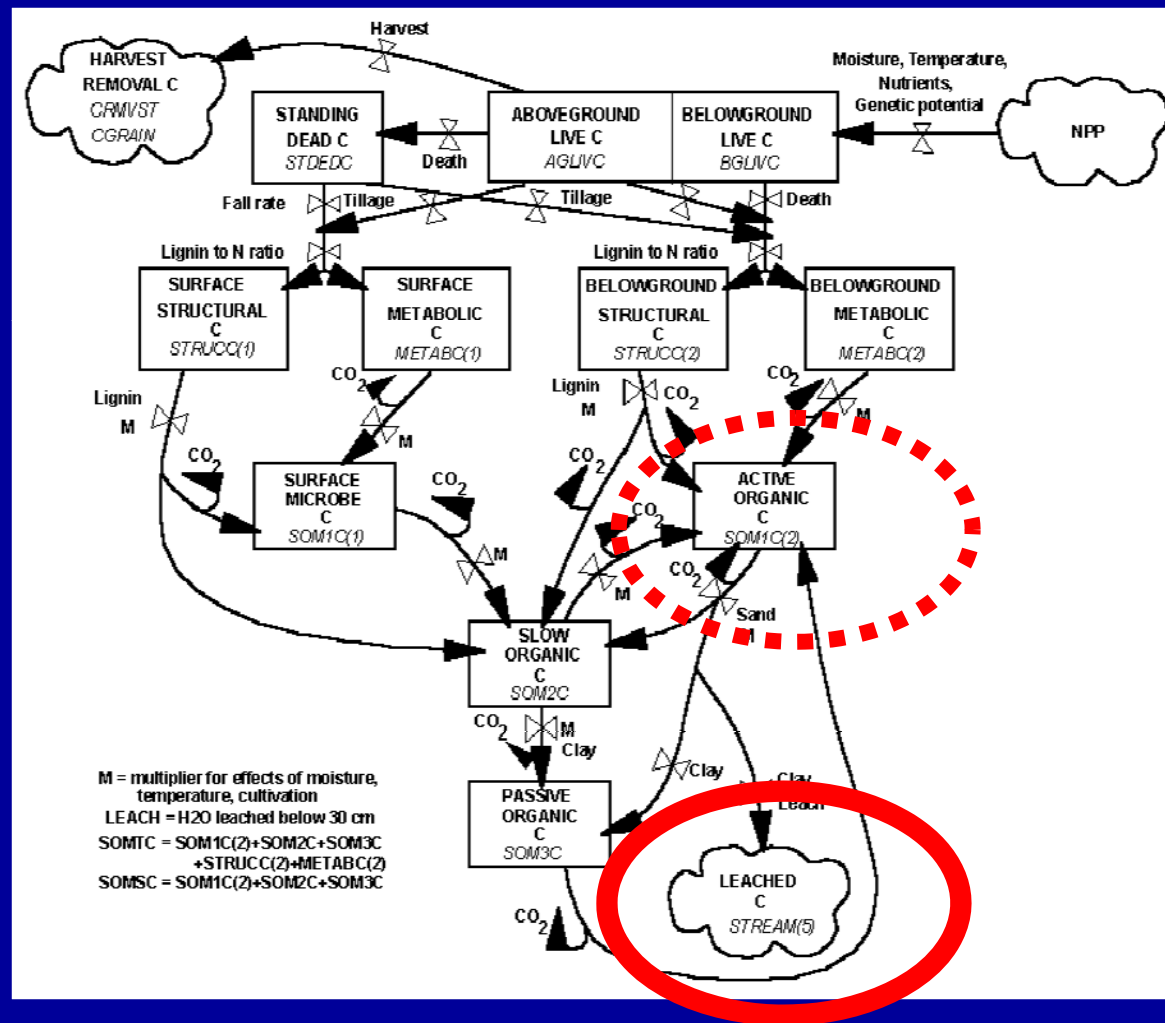 Harvest
HARVEST
REMOVAL C
CRMVST
CGRAIN
Moisture, Temperature,
Nutrients,
Genetic potential
NPP
STANDING
DEAD C
STDEDC
Death
ABOVEGROUND
LIVE C
AGLIVC
BELOWGROUND
LIVE C
BGLIVC
Fall rate
Tillage
Tillage
Death
Lignin to N ratio
Lignin to N ratio
SURFACE
STRUCTURAL
C
STRUCC(1)
SURFACE
METABOLIC
C
METABC(1)
BELOWGROUND
STRUCTURAL
C
STRUCC(2)
BELOWGROUND
METABOLIC
C
METABC(2)
Lignin
M
CO2
M
Lignin
M
CO2
CO2
M
CO2
SURFACE
MICROBE
C
SOM1C(1)
CO2
M
CO2
CO2
M
ACTIVE
ORGANIC
C
SOM1C(2)
CO2
Sand
SLOW
ORGANIC
C
SOM2C
CO2
M
Clay
Clay
Clay
Leach
PASSIVE
ORGANIC
C
SOM3C
CO2
LEACHED
C
STREAM(5)
M = multiplier for effects of moisture,
temperature, cultivation
LEACH = H2O leached below 30 cm
SOMTC = SOM1C(2)+SOM2C+SOM3C
+STRUCC(2)+METABC(2)
SOMSC = SOM1C(2)+SOM2C+SOM3C